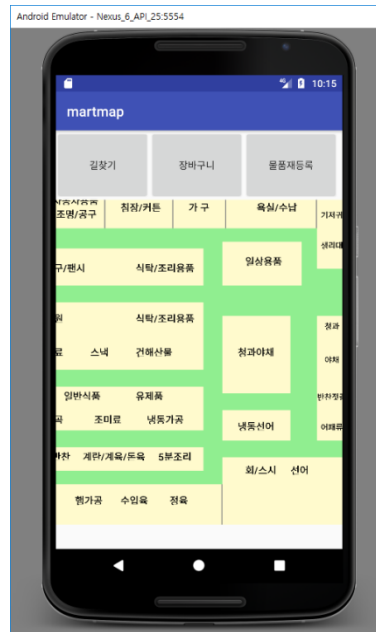 Android Emulator - Nexus_6_API_25:5554
10:15
martmap
길찾기 장바구니 물품재등록
조명/공구 침장/커튼 가 구 욕실/수납 기저귀
생리대
구/팬시 식탁/조리용품 일상용품
원 식탁/조리용품 청과
료 스낵 건해산물 청과야채 야채
일반식품 유제품 반찬젓갈
조미료 냉동가공 냉동선어 어패류
반찬 계란/계육/돈육 5분조리
회/스시 선어
햄가공 수입육 정육